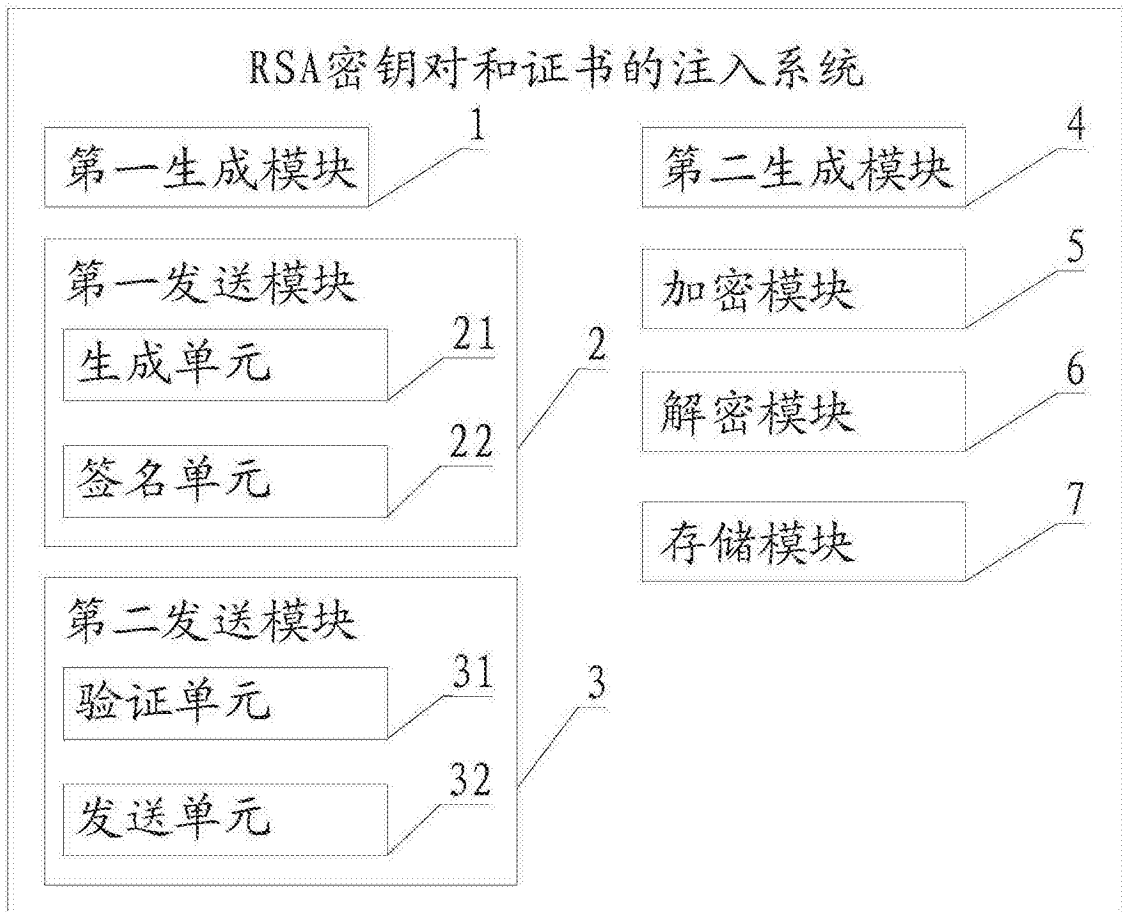 RSA密钥对和证书的注入系统
第一生成模块
1
第一发送模块
生成单元
21
签名单元
22
2
第二发送模块
验证单元
31
发送单元
32
3
第二生成模块
4
加密模块
5
解密模块
6
存储模块
7